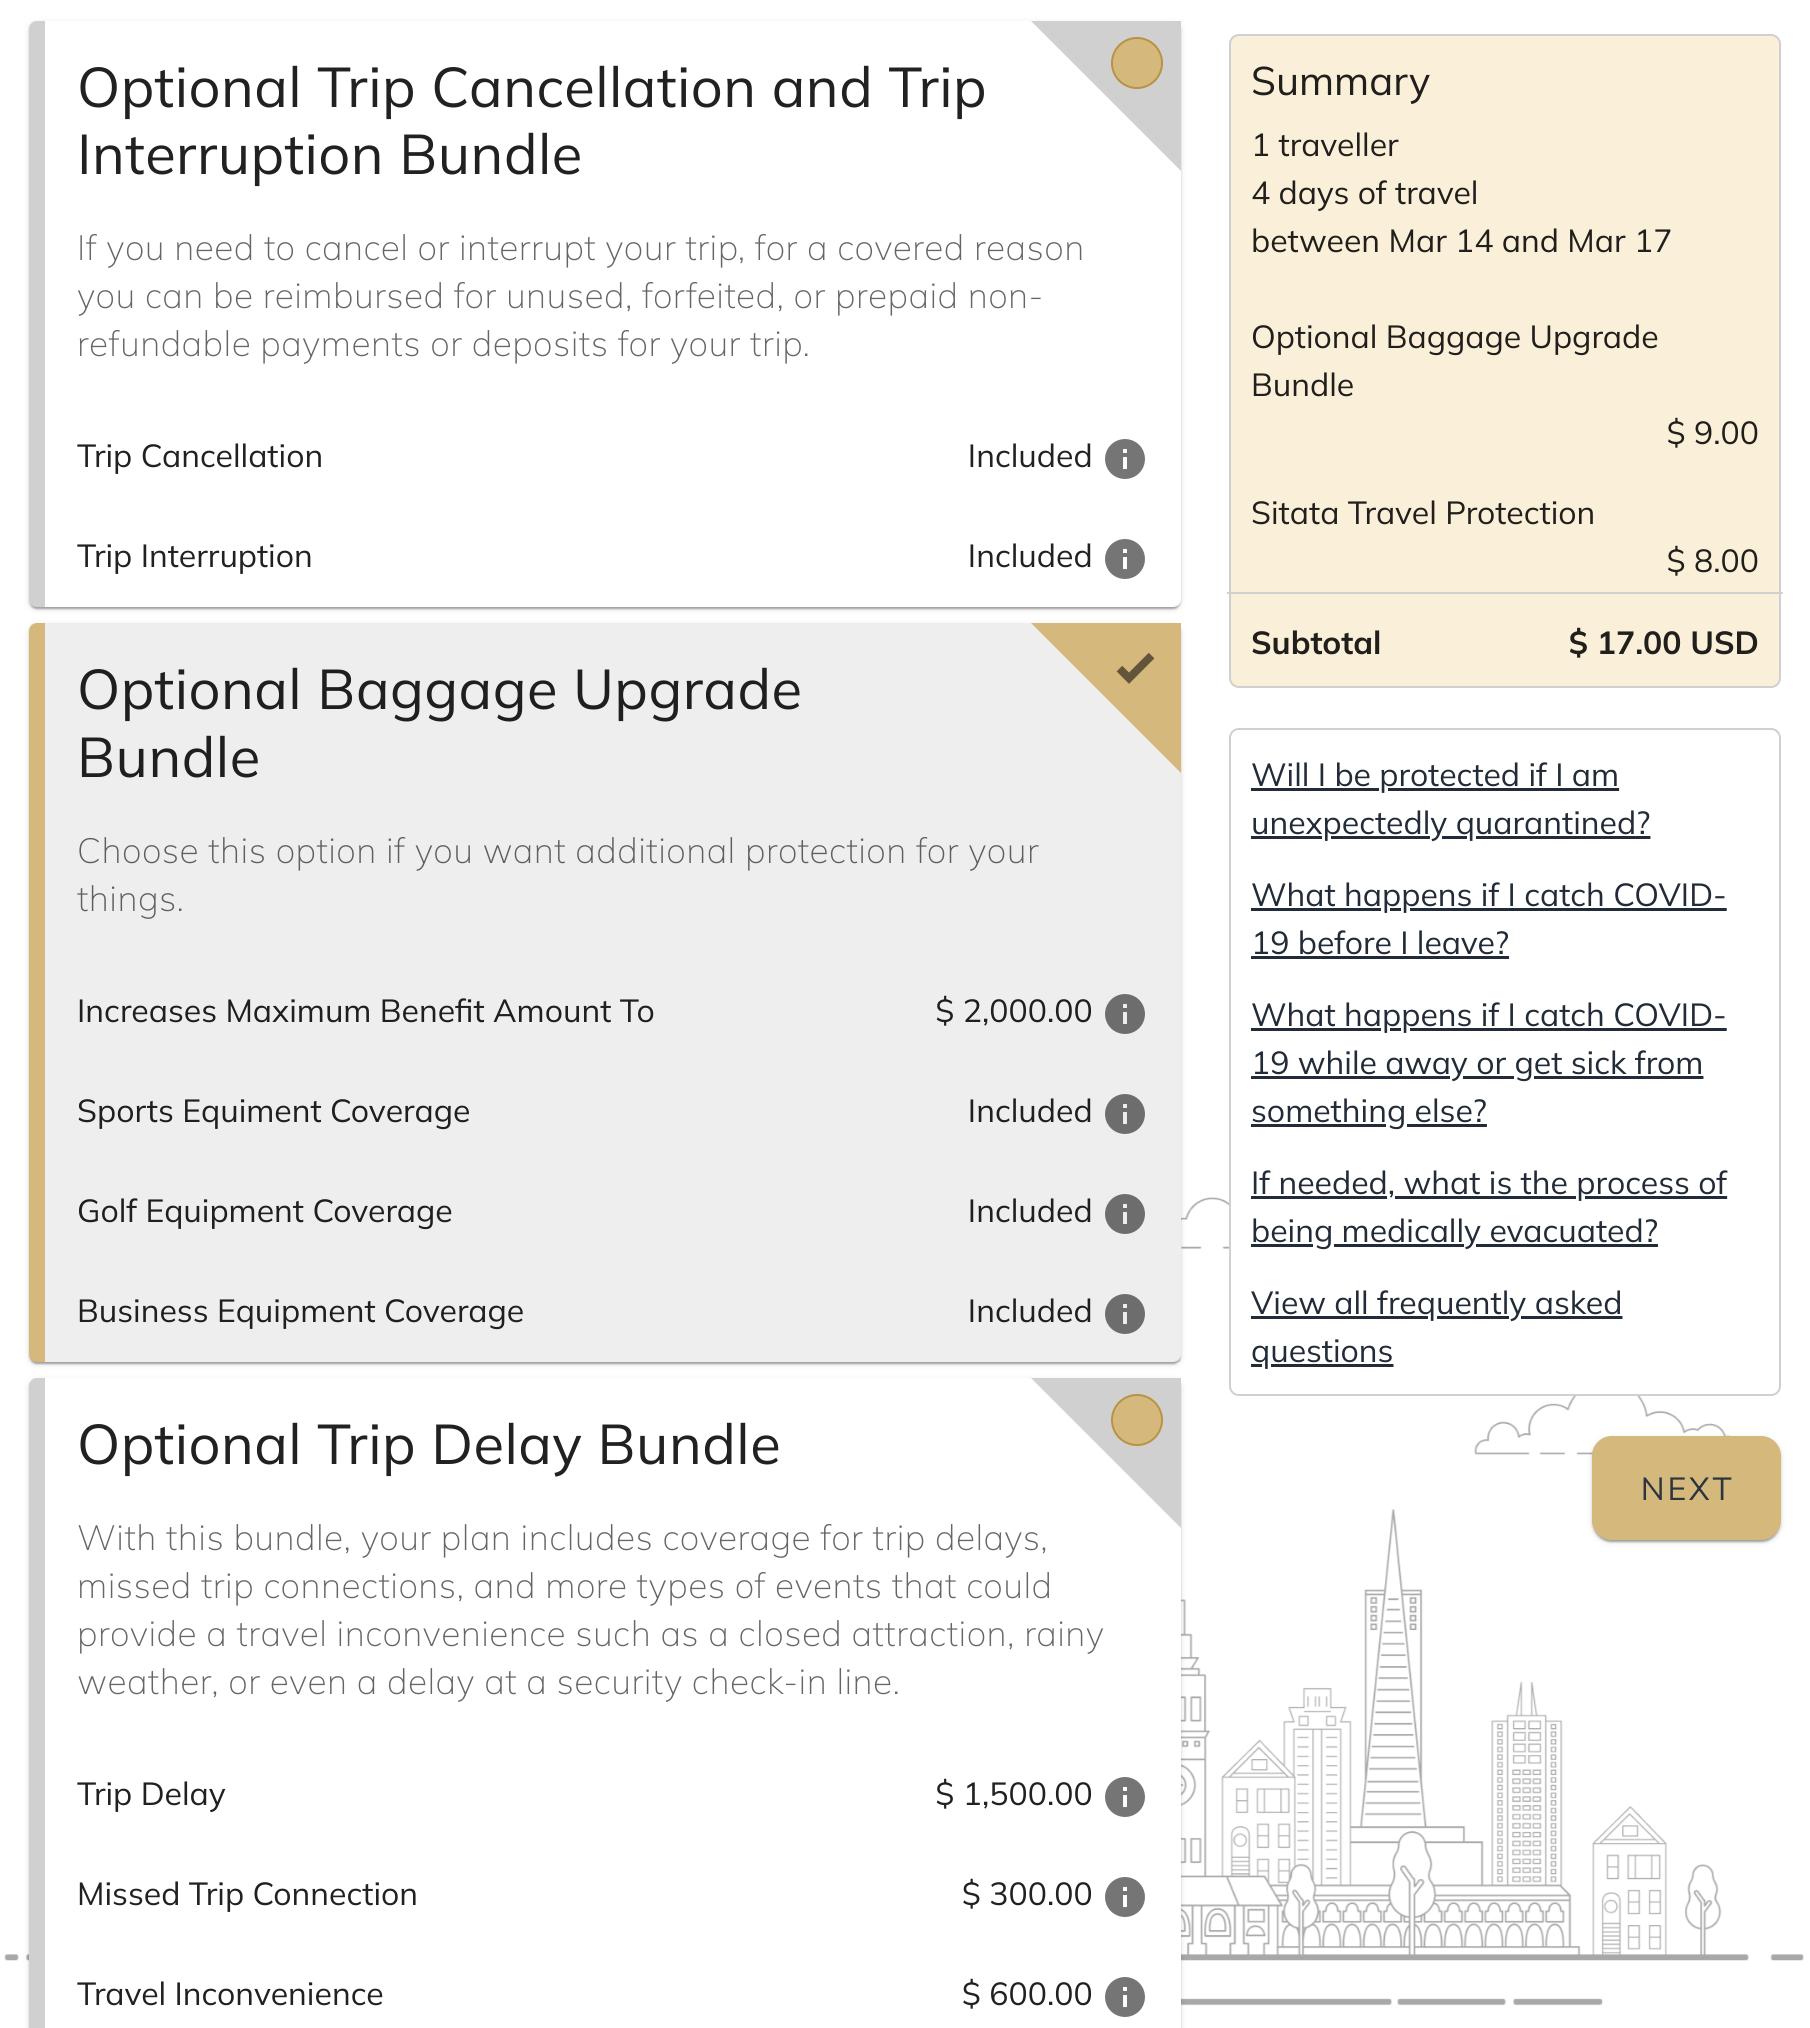 Optional Trip Cancellation and Trip
Interruption Bundle
If you need to cancel or interrupt your trip, for a covered reason
you can be reimbursed for unused, forfeited, or prepaid non-
refundable payments or deposits for your trip.
Trip Cancellation Included
Trip Interruption Included
Optional Baggage Upgrade
Bundle
Choose this option if you want additional protection for your
things.
Increases Maximum Benefit Amount To $ 2,000.00
Sports Equiment Coverage Included
Golf Equipment Coverage Included
Business Equipment Coverage Included
Optional Trip Delay Bundle
With this bundle, your plan includes coverage for trip delays,
missed trip connections, and more types of events that could
provide a travel inconvenience such as a closed attraction, rainy
weather, or even a delay at a security check-in line.
Trip Delay $ 1,500.00
Missed Trip Connection $ 300.00
Travel Inconvenience $ 600.00
Summary
1 traveller
4 days of travel
between Mar 14 and Mar 17
Optional Baggage Upgrade
Bundle
$ 9.00
Sitata Travel Protection
$ 8.00
Subtotal $ 17.00 USD
Will I be protected if I am
unexpectedly quarantined?
What happens if I catch COVID-
19 before I leave?
What happens if I catch COVID-
19 while away or get sick from
something else?
If needed, what is the process of
being medically evacuated?
View all frequently asked
questions
NEXT